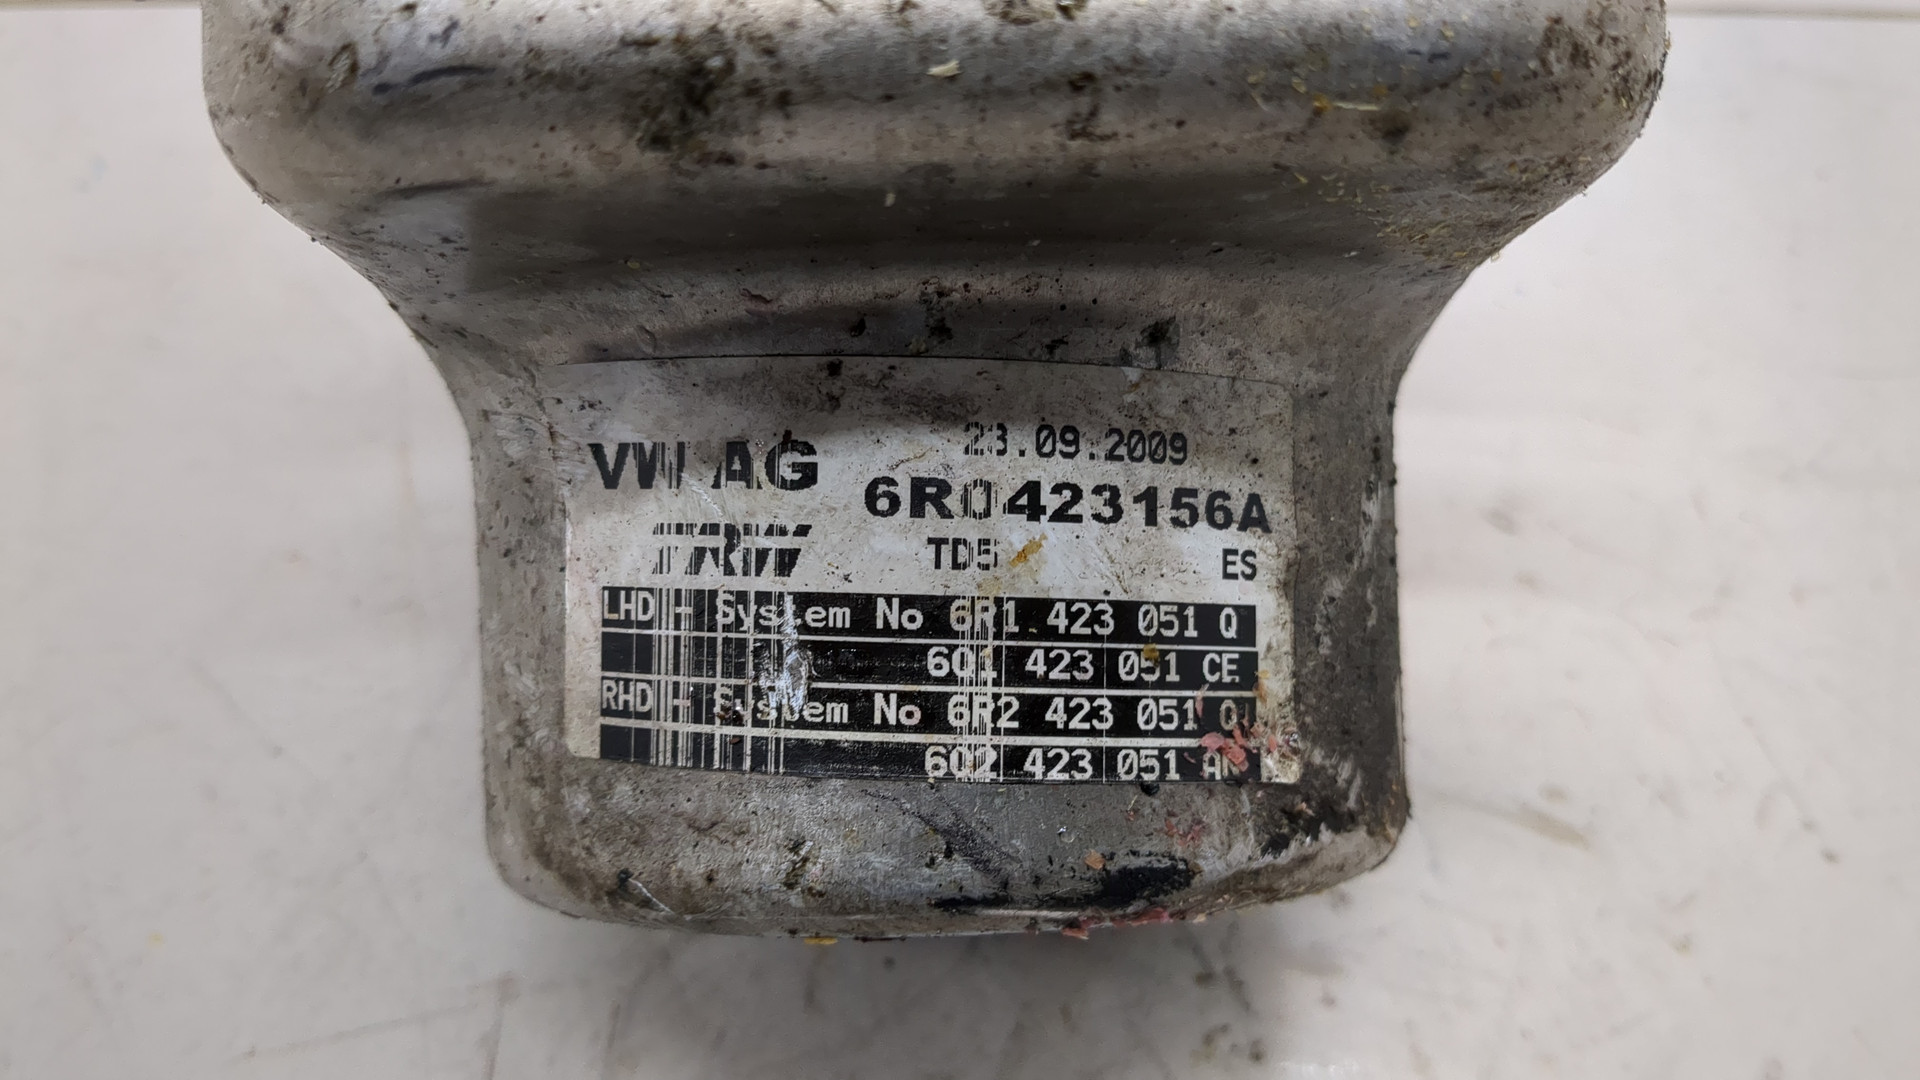 VW AG
23.09.2009
6R0423156A
TRW
TD5
ES
LHD - System No 6R1 423 051 Q
6Q1 423 051 CE
RHD - System No 6R2 423 051 Q
6Q2 423 051